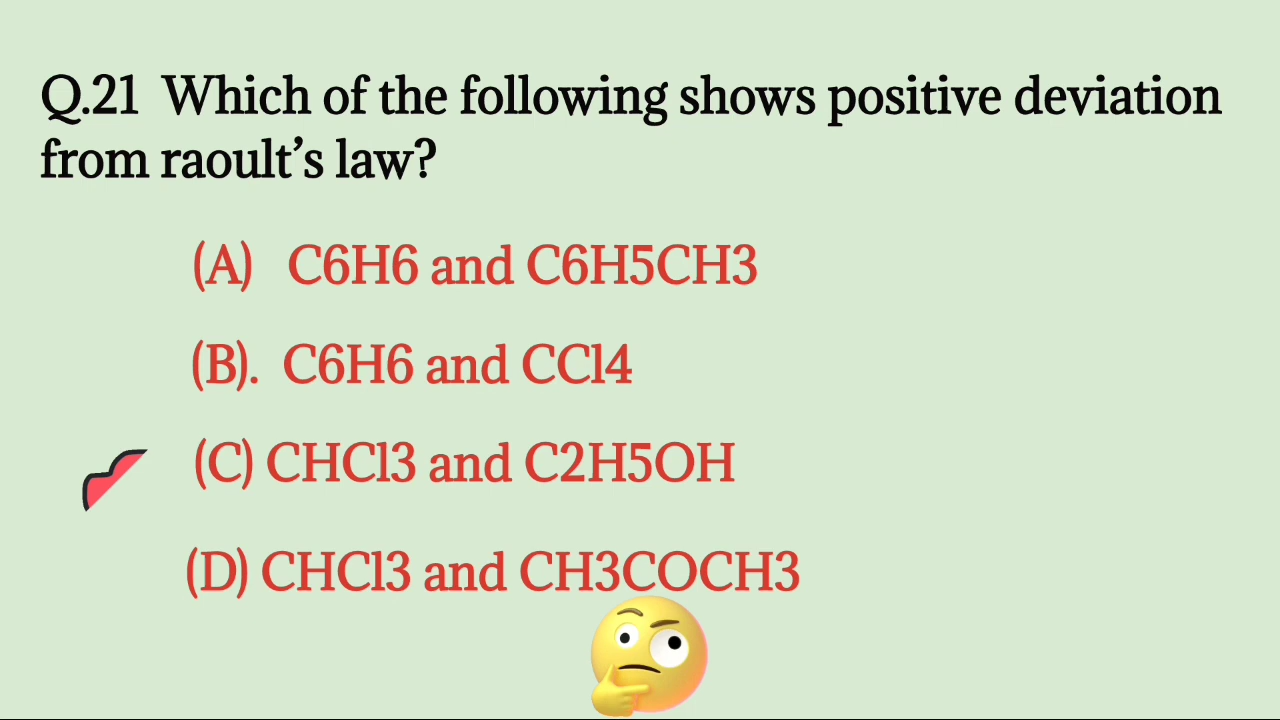 Q.21 Which of the following shows positive deviation
from raoult’s law?
(A) C6H6 and C6H5CH3
(B). C6H6 and CCl4
(C) CHCl3 and C2H5OH
(D) CHCl3 and CH3COCH3